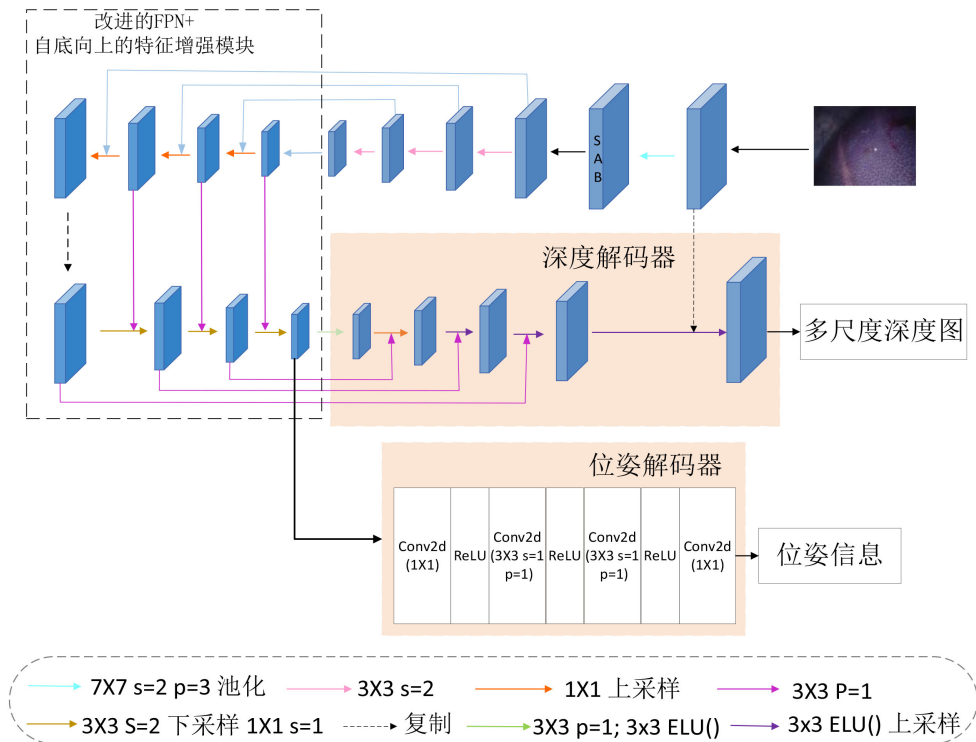 改进的FPN+
自底向上的特征增强模块
S
A
B
深度解码器
多尺度深度图
位姿解码器
Conv2d
(1X1)
ReLU
Conv2d
(3X3 s=1
p=1)
ReLU
Conv2d
(3X3 s=1
p=1)
ReLU
Conv2d
(1X1)
位姿信息
7X7 s=2 p=3 池化
3X3 s=2
1X1 上采样
3X3 P=1
3X3 S=2 下采样 1X1 s=1
复制
3X3 p=1; 3x3 ELU()
3x3 ELU() 上采样